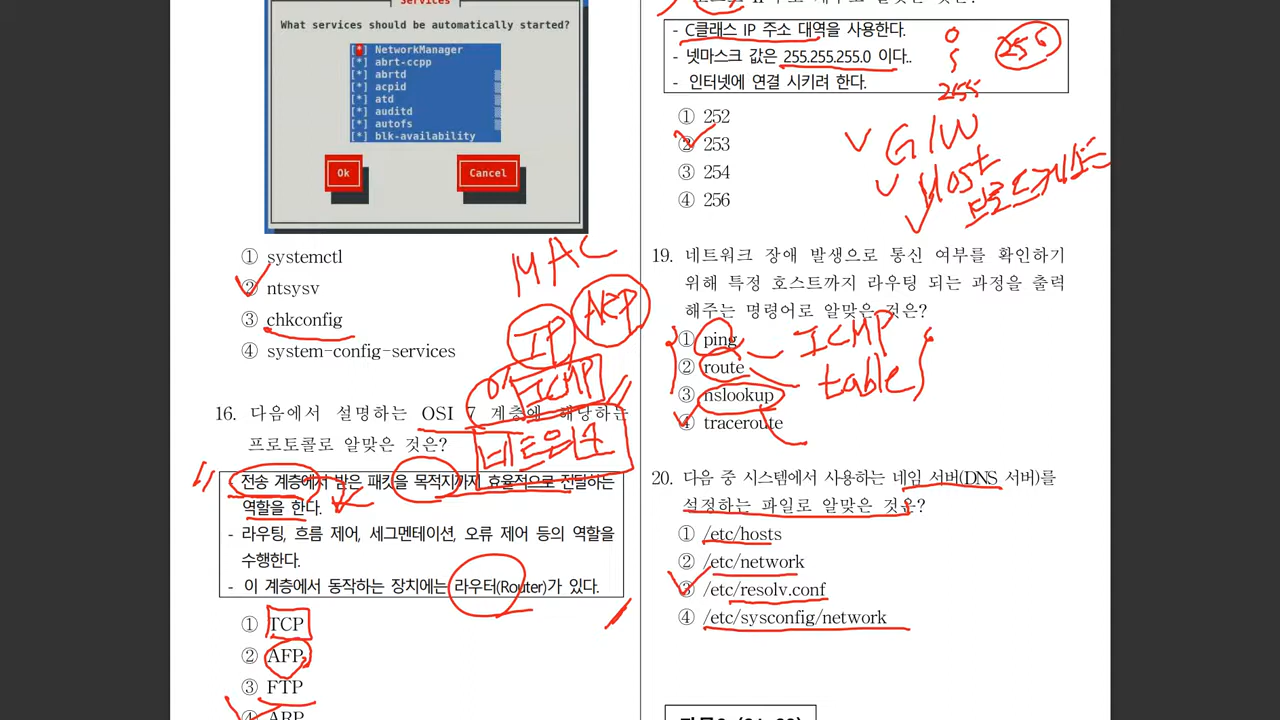 Services
What services should be automatically started?
[*] NetworkManager
[*] abrt-ccpp
[*] abrtd
[*] acpid
[*] atd
[*] auditd
[*] autofs
[*] blk-availability
Ok
Cancel
① systemctl
② ntsysv
③ chkconfig
④ system-config-services
MAC
IP
ARP
ICMP
네트워크
16. 다음에서 설명하는 OSI 7 계층에 해당하는
프로토콜로 알맞은 것은?
전송 계층에서 받은 패킷을 목적지까지 효율적으로 전달하는
역할을 한다.
- 라우팅, 흐름 제어, 세그멘테이션, 오류 제어 등의 역할을
수행한다.
- 이 계층에서 동작하는 장치에는 라우터(Router)가 있다.
① TCP
② AFP
③ FTP
④ ARP
- C클래스 IP 주소 대역을 사용한다.
- 넷마스크 값은 255.255.255.0 이다..
- 인터넷에 연결 시키려 한다.
0
255
256
① 252
② 253
③ 254
④ 256
G/W
Host
브로드케스트
19. 네트워크 장애 발생으로 통신 여부를 확인하기
위해 특정 호스트까지 라우팅 되는 과정을 출력
해주는 명령어로 알맞은 것은?
① ping
② route
③ nslookup
④ traceroute
ICMP
table
20. 다음 중 시스템에서 사용하는 네임 서버(DNS 서버)를
설정하는 파일로 알맞은 것은?
① /etc/hosts
② /etc/network
③ /etc/resolv.conf
④ /etc/sysconfig/network